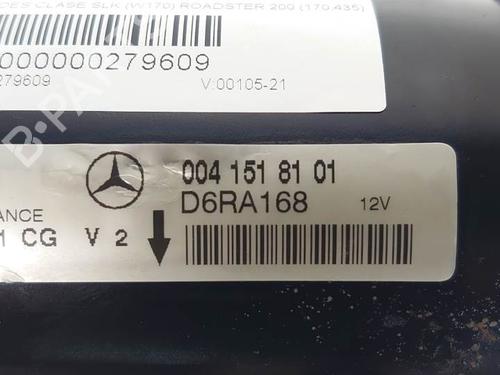 DES CLASE SLK (W170) ROADSTER 200 (170.435)
000000279609
279609
V:00105-21
004 151 81 01
D6RA168 12V
ANCE
1 CG V 2
B-PARTS